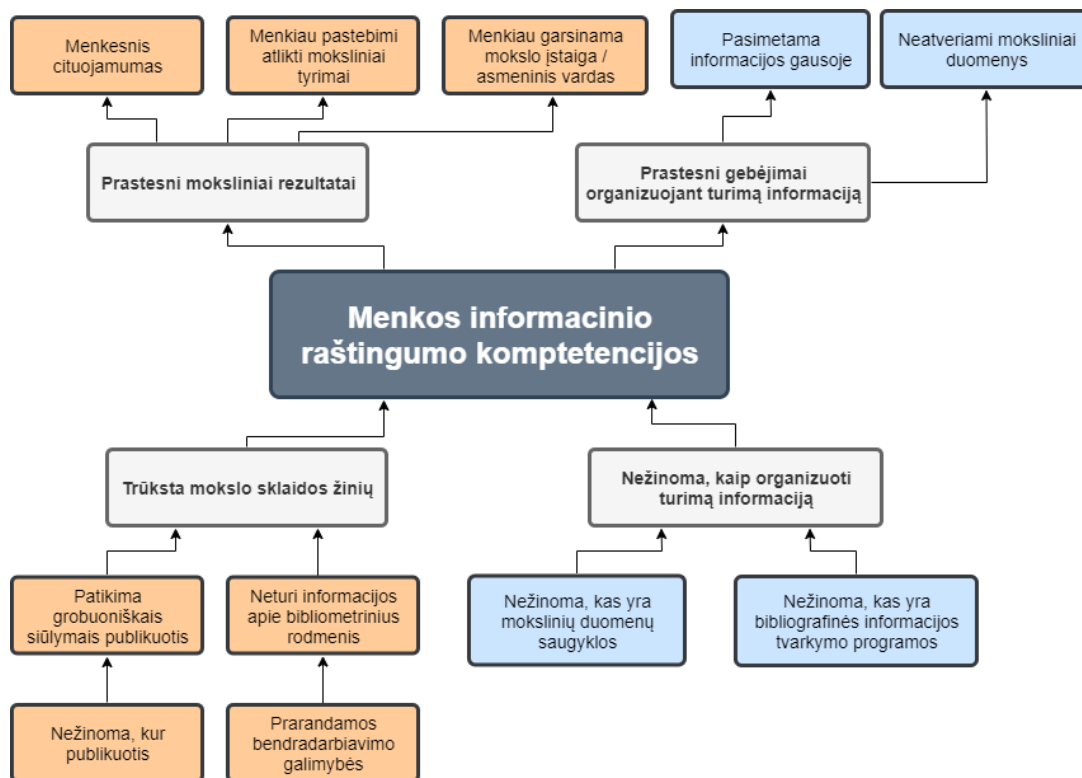 Menkesnis
cituojamumas
Menkiau pastebimi
atlikti moksliniai
tyrimai
Menkiau garsinama
mokslo įstaiga /
asmeninis vardas
Pasimetama
informacijos gausoje
Neatveriami moksliniai
duomenys
Prastesni moksliniai rezultatai
Prastesni gebėjimai
organizuojant turimą
informaciją
Menkos informacinio
raštingumo komptetencijos
Trūksta mokslo sklaidos žinių
Nežinoma, kaip organizuoti
turimą informaciją
Patikima
grobuoniškais
siūlymais publikuotis
Neturi informacijos
apie bibliometrinius
rodmenis
Nežinoma, kas yra
mokslinių duomenų
saugyklos
Nežinoma, kas yra
bibliografinės informacijos
tvarkymo programos
Nežinoma, kur
publikuotis
Prarandamos
bendradarbiavimo
galimybės